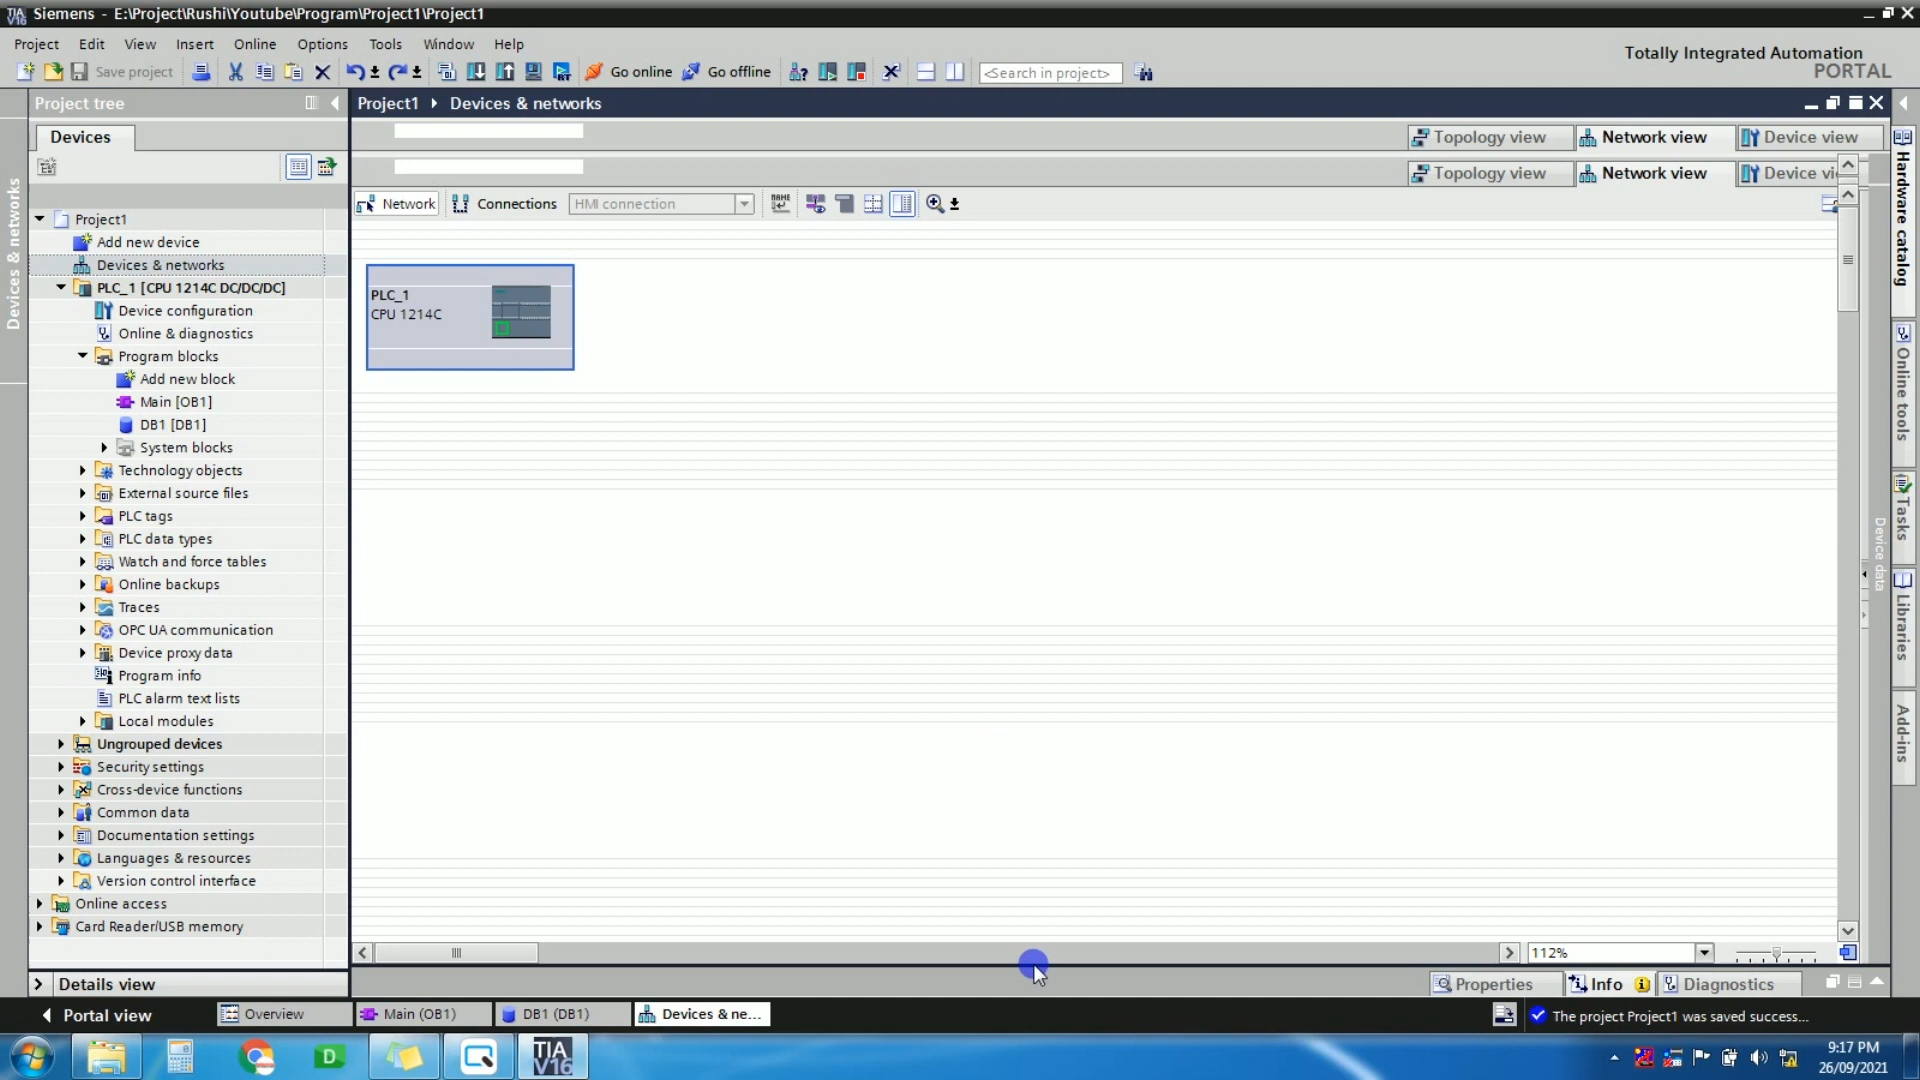 Siemens - E:\Project\Rushi\Youtube\Program\Project1\Project1
Project Edit View Insert Online Options Tools Window Help
Totally Integrated Automation
PORTAL
Save project
Go online
Go offline
<Search in project>
Project tree
Project1 Devices & networks
Devices
Topology view
Network view
Device view
Topology view
Network view
Device vi
Network
Connections
HMI connection
Project1
Add new device
Devices & networks
PLC_1 [CPU 1214C DC/DC/DC]
Device configuration
Online & diagnostics
Program blocks
Add new block
Main [OB1]
DB1 [DB1]
System blocks
Technology objects
External source files
PLC tags
PLC data types
Watch and force tables
Online backups
Traces
OPC UA communication
Device proxy data
Program info
PLC alarm text lists
Local modules
Ungrouped devices
Security settings
Cross-device functions
Common data
Documentation settings
Languages & resources
Version control interface
Online access
Card Reader/USB memory
PLC_1
CPU 1214C
Devices & networks
Hardware catalog
Online tools
Tasks
Libraries
Add-ins
Device data
112%
Details view
Properties
Info
Diagnostics
Portal view
Overview
Main (OB1)
DB1 (DB1)
Devices & ne...
The project Project1 was saved success...
TIA
V16
9:17 PM
26/09/2021